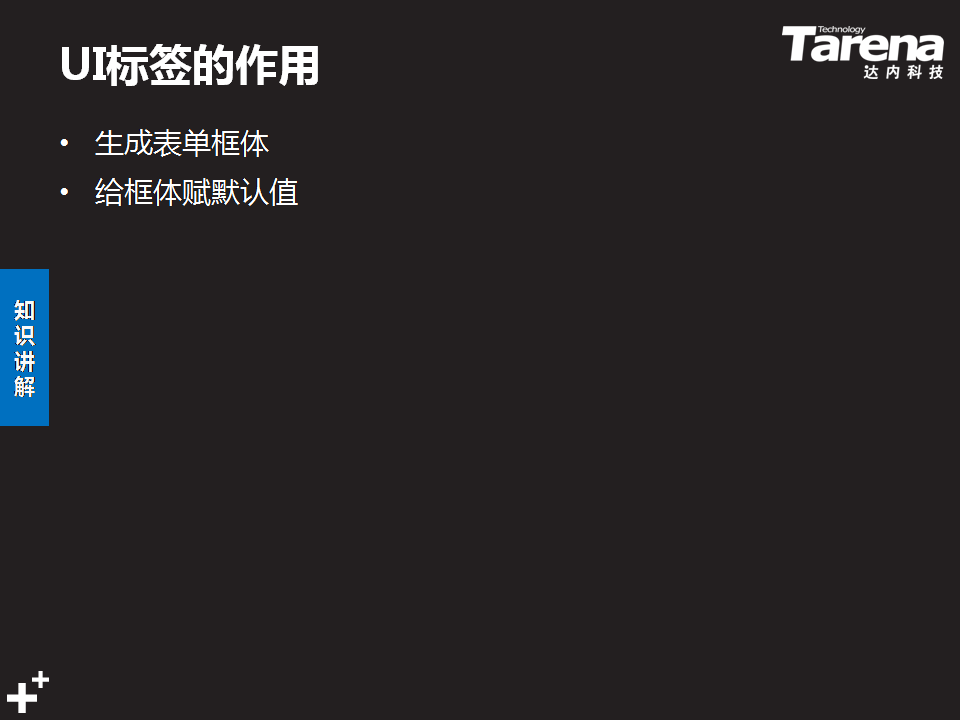 UI标签的作用
Technology
Tarena
达内科技
• 生成表单框体
• 给框体赋默认值
知识讲解